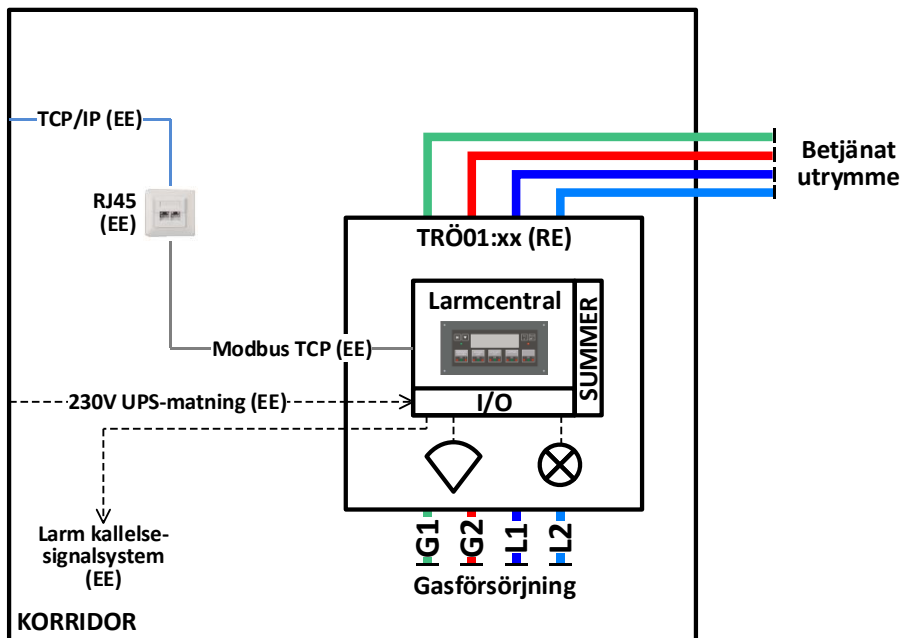 TCP/IP (EE)
Betjänat
utrymme
RJ45
(EE)
TRÖ01:xx (RE)
Larmcentral
SUMMER
Modbus TCP (EE)
230V UPS-matning (EE)
I/O
Larm kallelse-
signalsystem
(EE)
G1
G2
L1
L2
Gasförsörjning
KORRIDOR